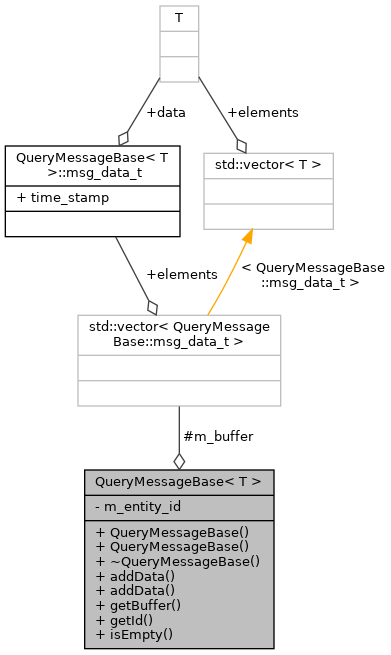 T
+data
+elements
QueryMessageBase< T
>::msg_data_t
+ time_stamp
std::vector< T >
+elements
< QueryMessageBase
::msg_data_t >
std::vector< QueryMessage
Base::msg_data_t >
#m_buffer
QueryMessageBase< T >
- m_entity_id
+ QueryMessageBase()
+ QueryMessageBase()
+ ~QueryMessageBase()
+ addData()
+ addData()
+ getBuffer()
+ getId()
+ isEmpty()